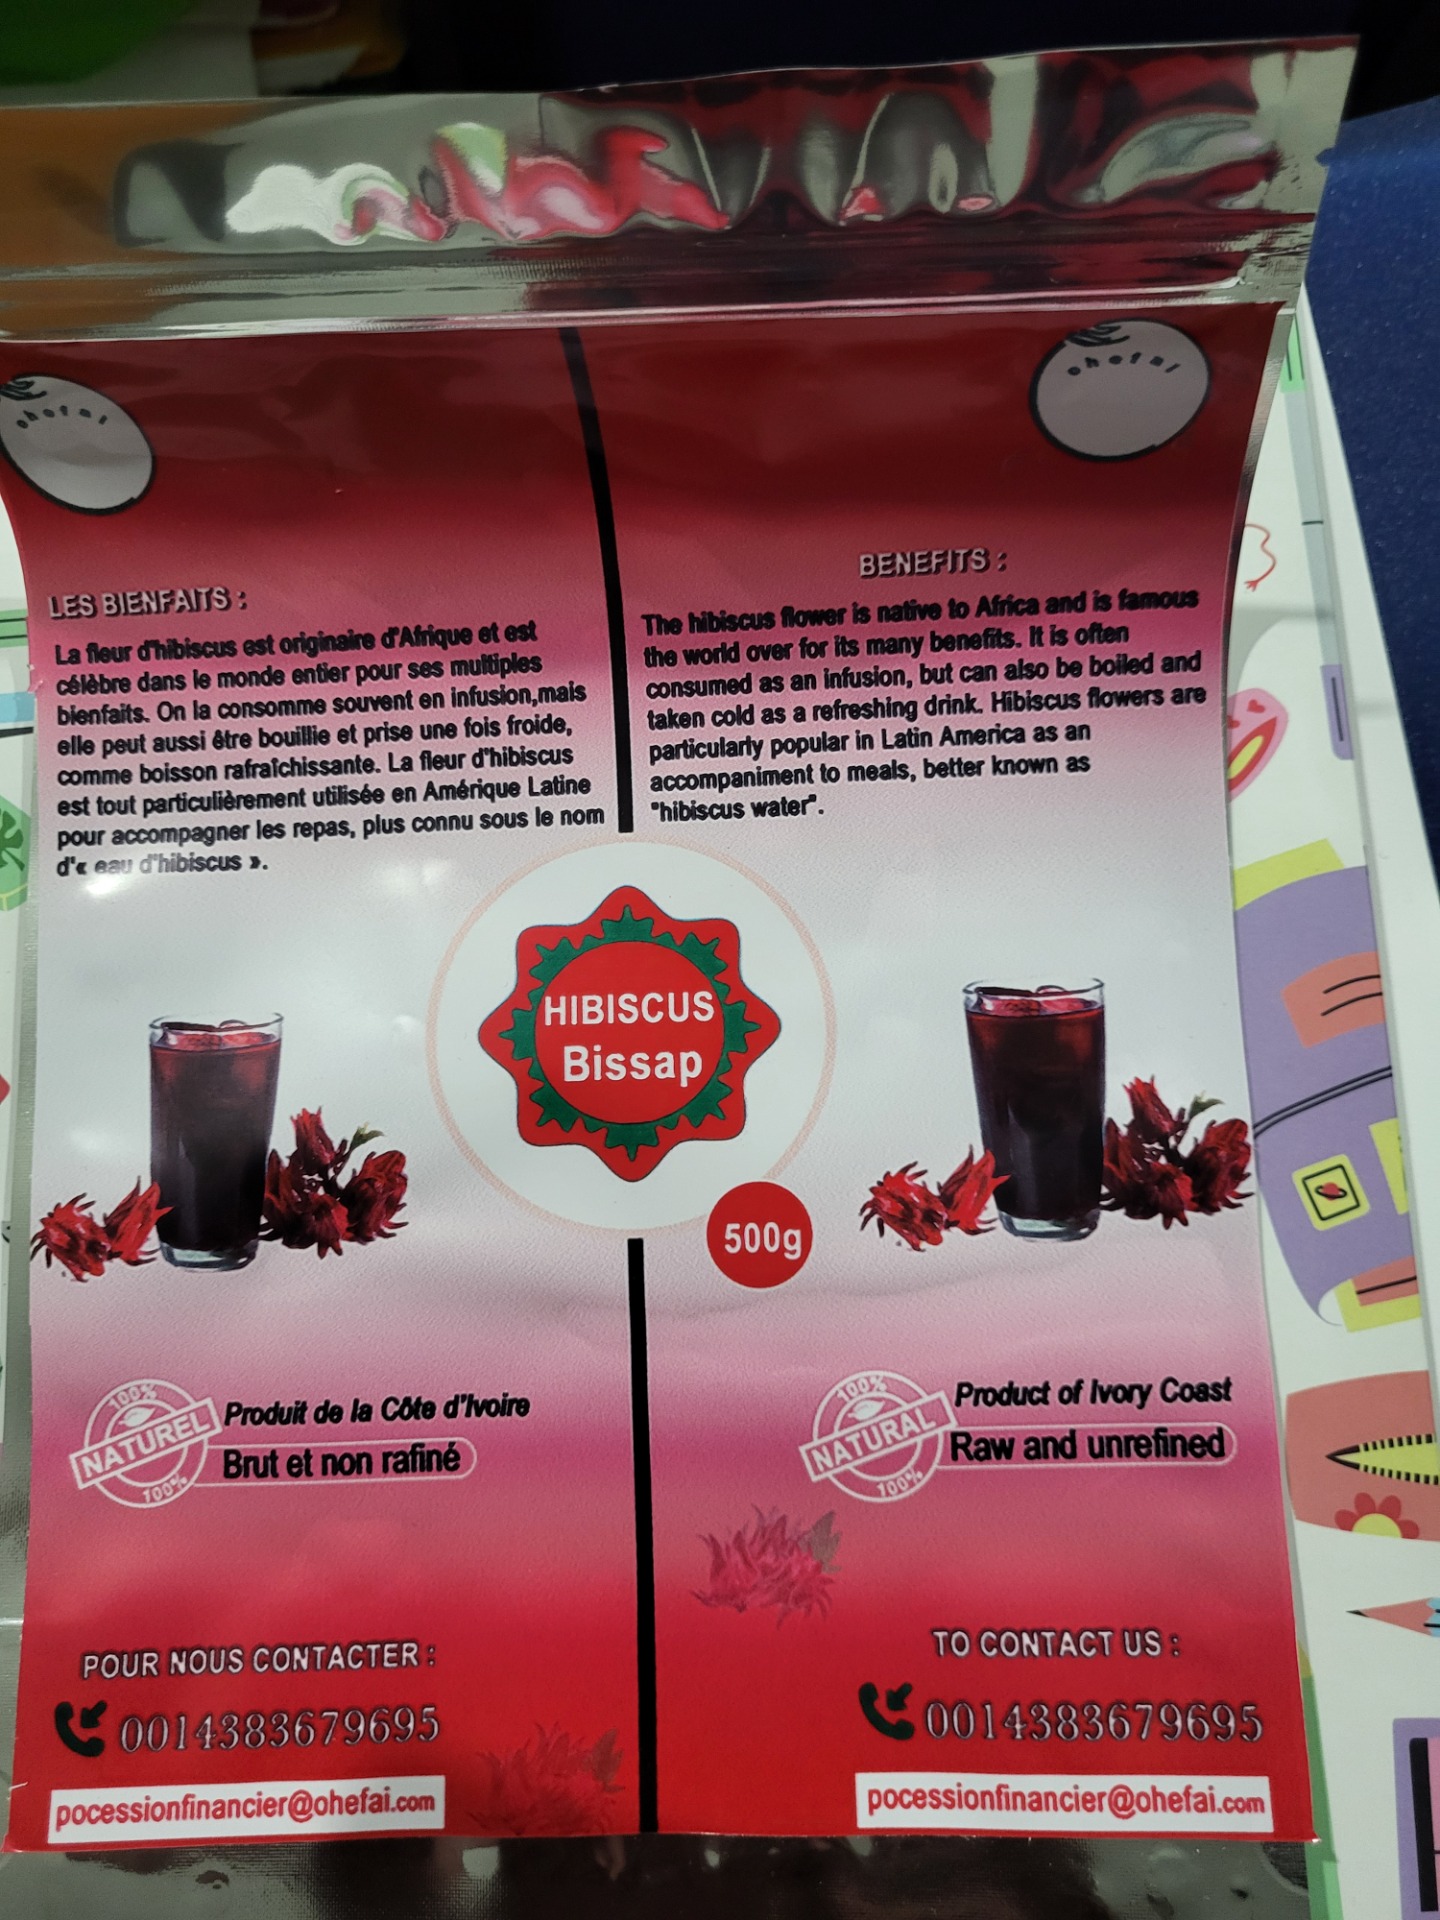 ohefai
LES BIENFAITS :
La fleur d'hibiscus est originaire d'Afrique et est
célèbre dans le monde entier pour ses multiples
bienfaits. On la consomme souvent en infusion,mais
elle peut aussi être bouillie et prise une fois froide,
comme boisson rafraîchissante. La fleur d'hibiscus
est tout particulièrement utilisée en Amérique Latine
pour accompagner les repas, plus connu sous le nom
d'« eau d'hibiscus ».
ohefai
BENEFITS :
The hibiscus flower is native to Africa and is famous
the world over for its many benefits. It is often
consumed as an infusion, but can also be boiled and
taken cold as a refreshing drink. Hibiscus flowers are
particularly popular in Latin America as an
accompaniment to meals, better known as
"hibiscus water".
HIBISCUS
Bissap
500g
100%
NATUREL
100%
Produit de la Côte d'Ivoire
Brut et non rafiné
100%
NATURAL
100%
Product of Ivory Coast
Raw and unrefined
POUR NOUS CONTACTER :
0014383679695
pocessionfinancier@ohefai.com
TO CONTACT US :
0014383679695
pocessionfinancier@ohefai.com